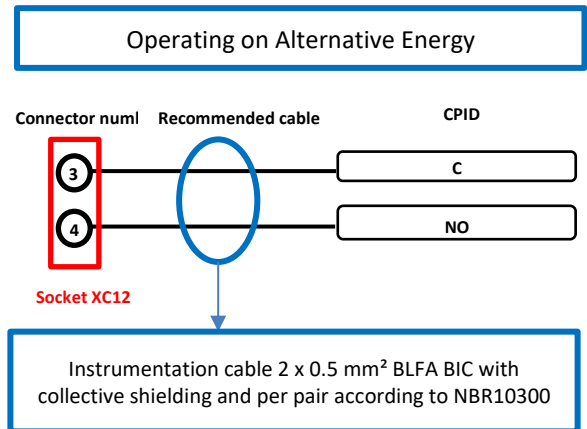 Operating on Alternative Energy
Connector numl Recommended cable CPID
3 C
4 NO
Socket XC12
Instrumentation cable 2 x 0.5 mm² BLFA BIC with
collective shielding and per pair according to NBR10300